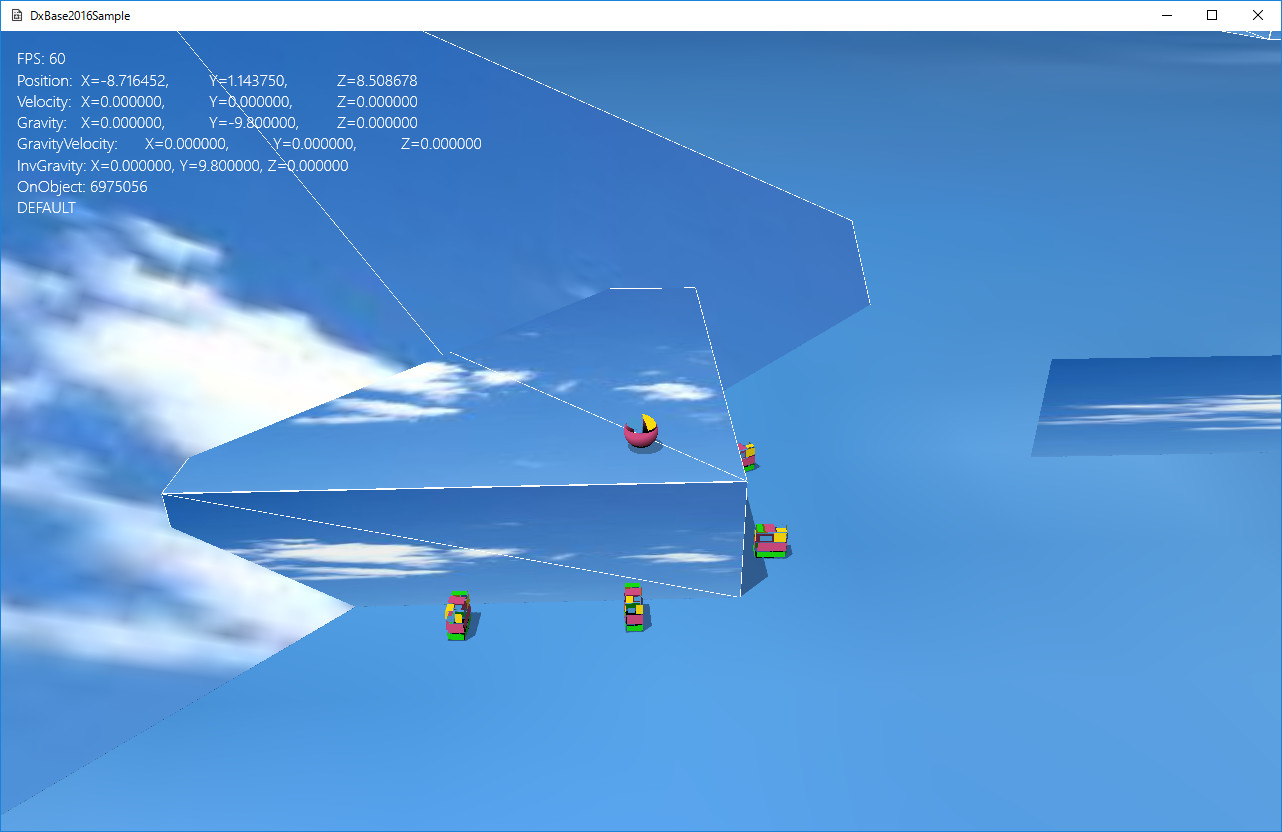 DxBase2016Sample
FPS: 60
Position: X=-8.716452, Y=1.143750, Z=8.508678
Velocity: X=0.000000, Y=0.000000, Z=0.000000
Gravity: X=0.000000, Y=-9.800000, Z=0.000000
GravityVelocity: X=0.000000, Y=0.000000, Z=0.000000
InvGravity: X=0.000000, Y=9.800000, Z=0.000000
OnObject: 6975056
DEFAULT